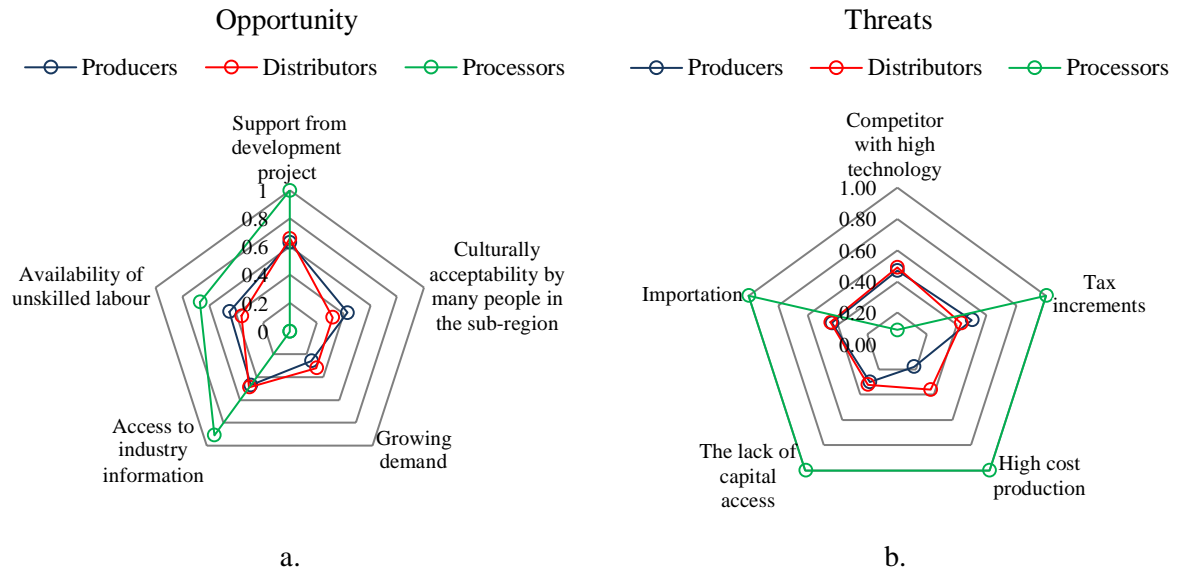 Opportunity
Producers Distributors Processors
Support from
development
project
1
0.8
0.6
0.4
0.2
0
Culturally
acceptability by
many people in
the sub-region
Growing
demand
Access to
industry
information
Availability of
unskilled labour
a.
Threats
Producers Distributors Processors
Competitor
with high
technology
1.00
0.80
0.60
0.40
0.20
0.00
Tax
increments
High cost
production
The lack of
capital
access
Importation
b.